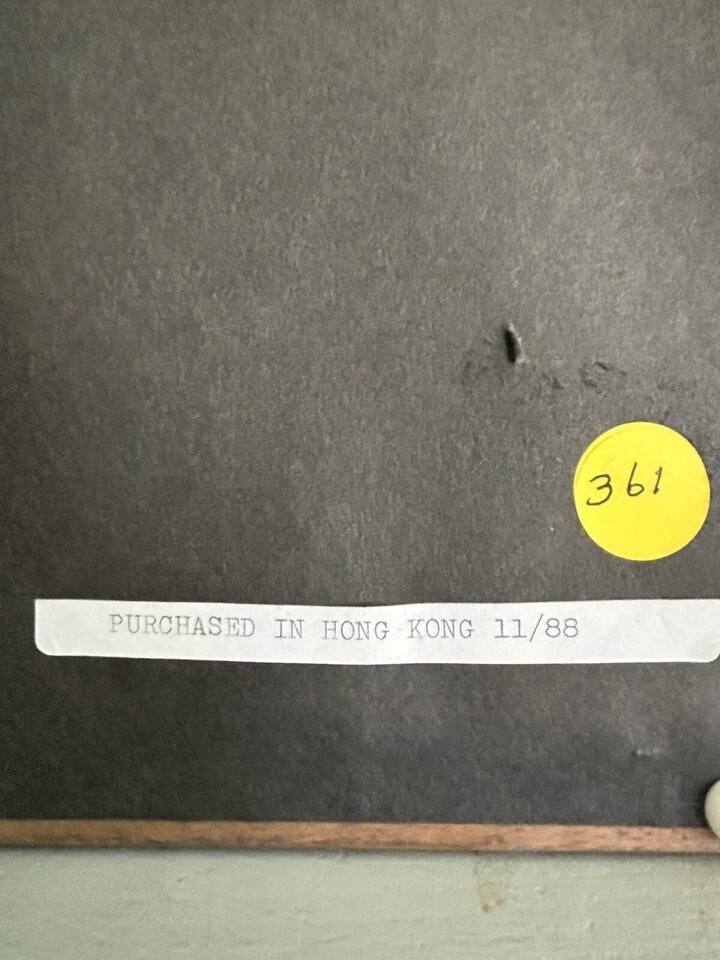 361
PURCHASED IN HONG KONG 11/88